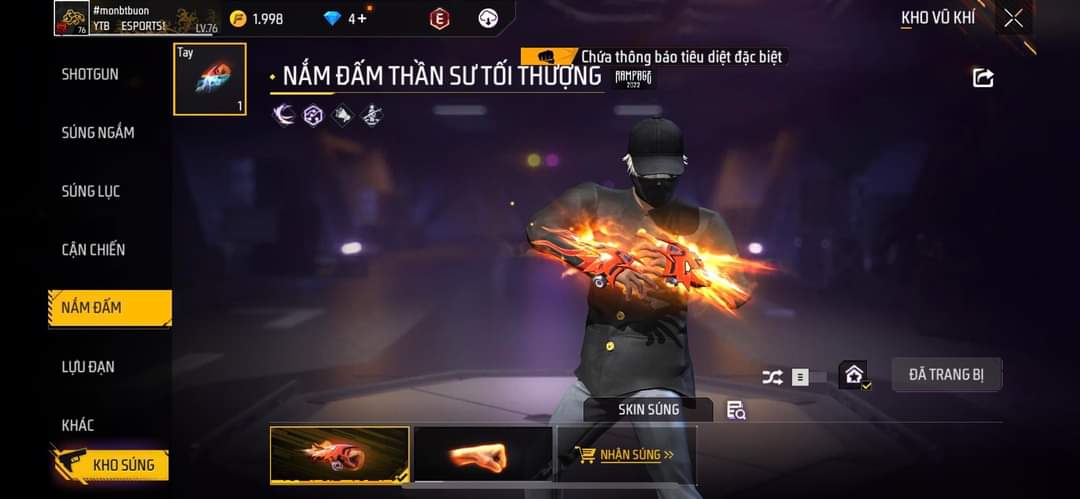 #monbtbuon
YTB ESPORTS!
76
LV.76
1.998
4+
E
KHO VŨ KHÍ
SHOTGUN
SÚNG NGẮM
SÚNG LỤC
CẬN CHIẾN
NẮM ĐẤM
LỰU ĐẠN
KHÁC
KHO SÚNG
Tay
1
Chứa thông báo tiêu diệt đặc biệt
NẮM ĐẤM THẦN SƯ TỐI THƯỢNG
RAMPAGE
2022
ĐÃ TRANG BỊ
SKIN SÚNG
NHẬN SÚNG >>